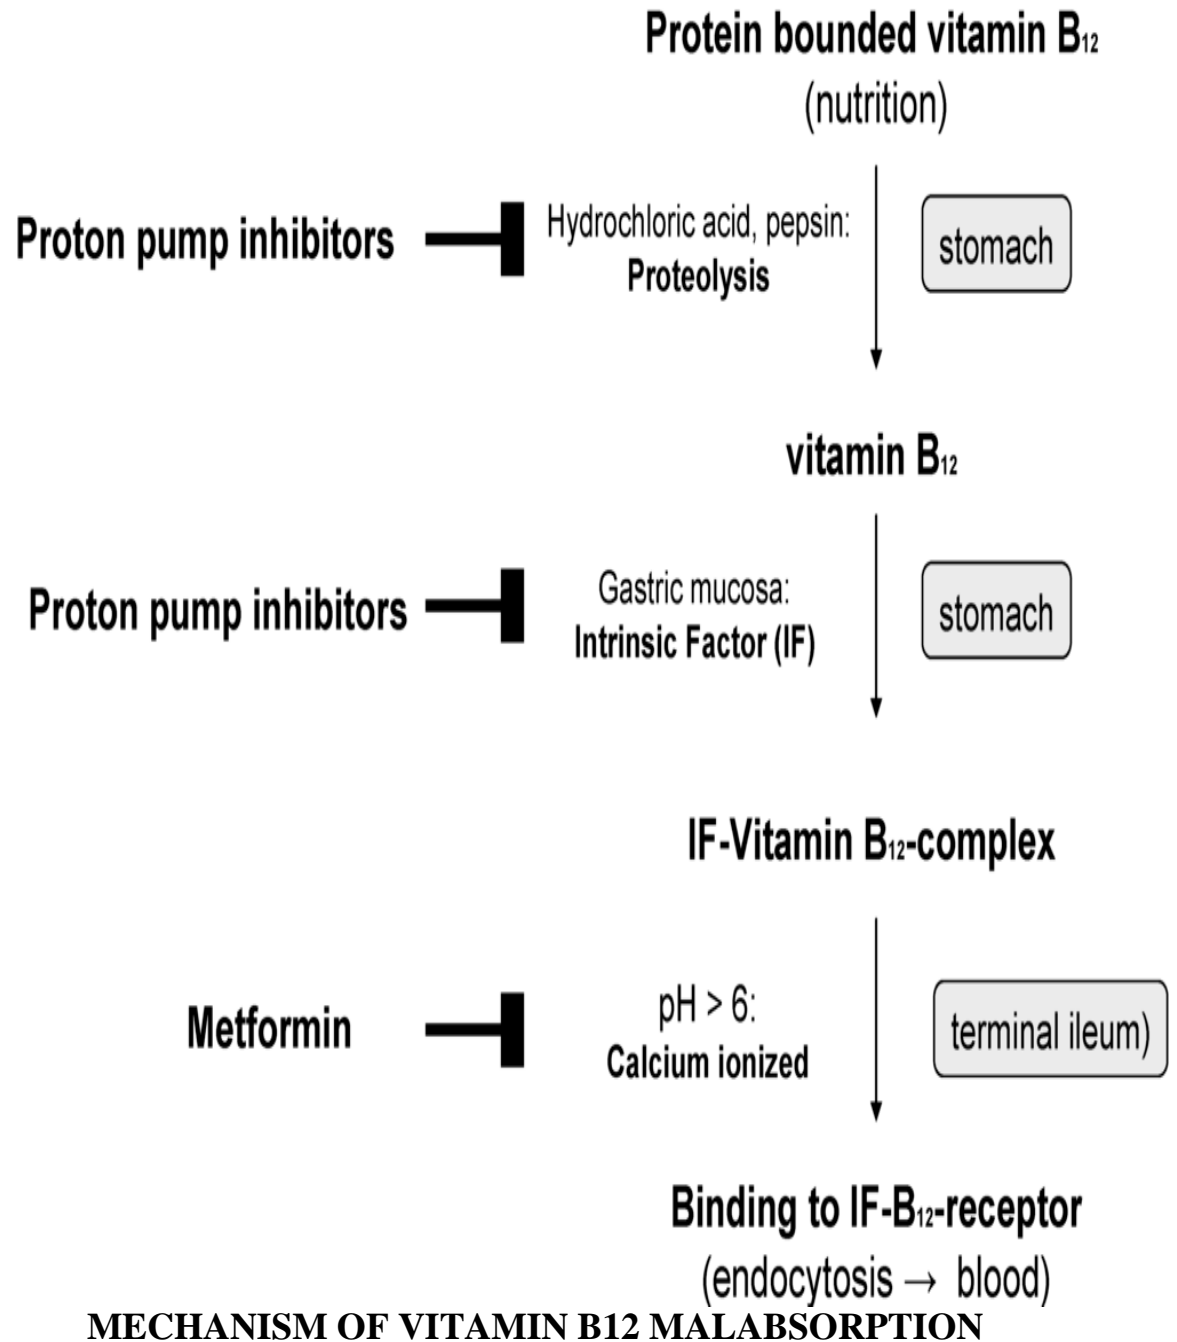 Protein bounded vitamin B12
(nutrition)
Proton pump inhibitors
Hydrochloric acid, pepsin:
Proteolysis
stomach
vitamin B12
Proton pump inhibitors
Gastric mucosa:
Intrinsic Factor (IF)
stomach
IF-Vitamin B12-complex
Metformin
pH > 6:
Calcium ionized
terminal ileum)
Binding to IF-B12-receptor
(endocytosis → blood)
MECHANISM OF VITAMIN B12 MALABSORPTION